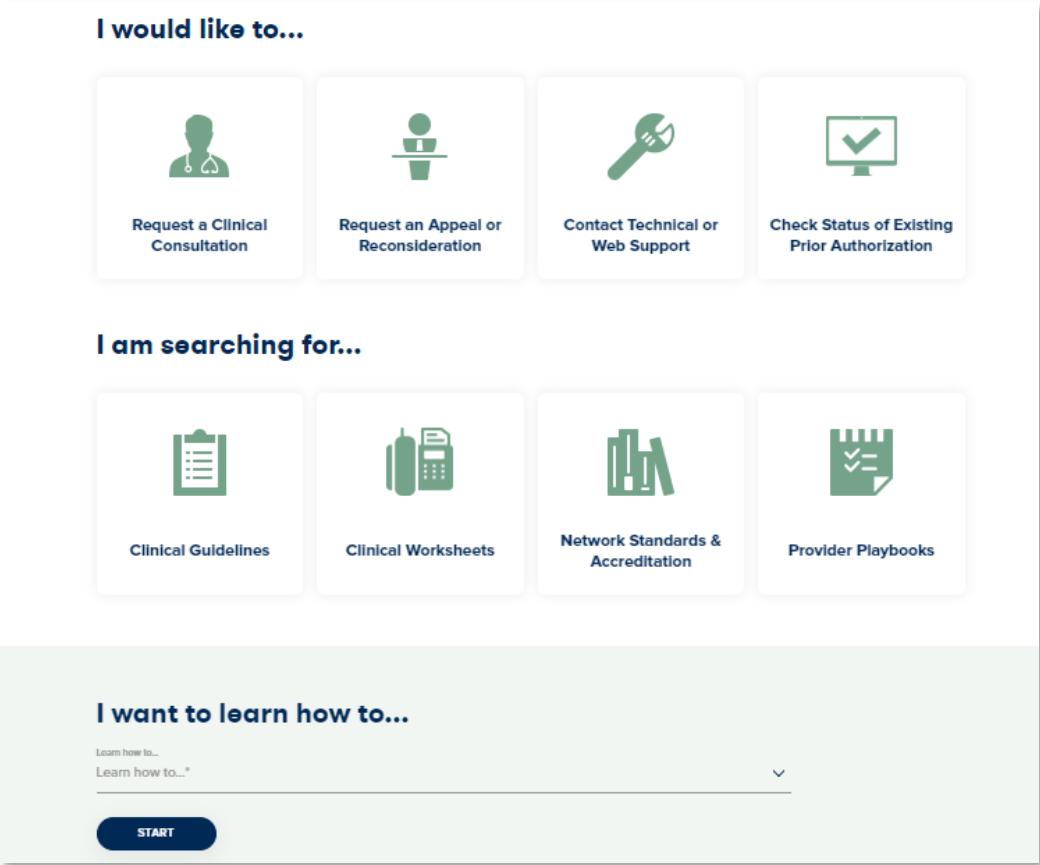 I would like to...
Request a Clinical
Consultation
Request an Appeal or
Reconsideration
Contact Technical or
Web Support
Check Status of Existing
Prior Authorization
I am searching for...
Clinical Guidelines
Clinical Worksheets
Network Standards &
Accreditation
Provider Playbooks
I want to learn how to...
Learn how to...
Learn how to...*
START